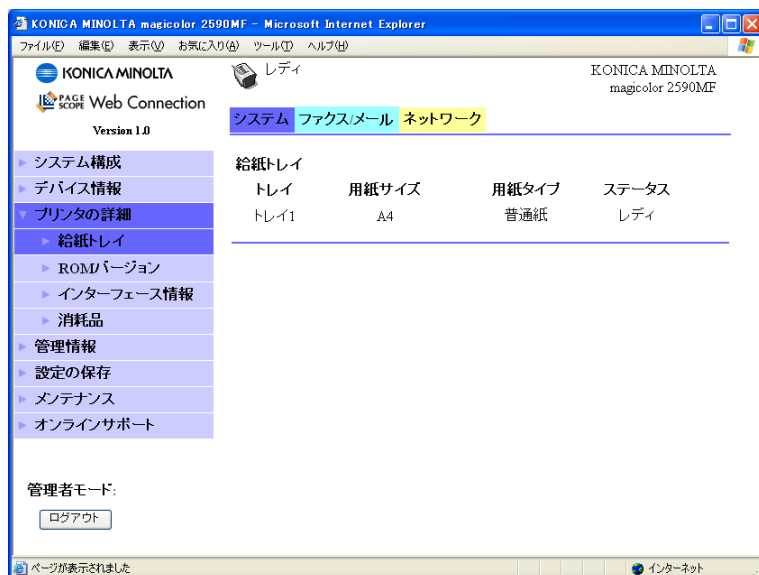 KONICA MINOLTA magicolor 2590MF - Microsoft Internet Explorer
ファイル(F) 編集(E) 表示(V) お気に入り(A) ツール(T) ヘルプ(H)
KONICA MINOLTA
レディ
KONICA MINOLTA
magicolor 2590MF
PAGE SCOPE Web Connection
Version 1.0
システム ファクス/メール ネットワーク
システム構成
デバイス情報
プリンタの詳細
給紙トレイ
ROMバージョン
インターフェース情報
消耗品
管理情報
設定の保存
メンテナンス
オンラインサポート
給紙トレイ
トレイ 用紙サイズ 用紙タイプ ステータス
トレイ1 A4 普通紙 レディ
管理者モード:
ログアウト
ページが表示されました
インターネット